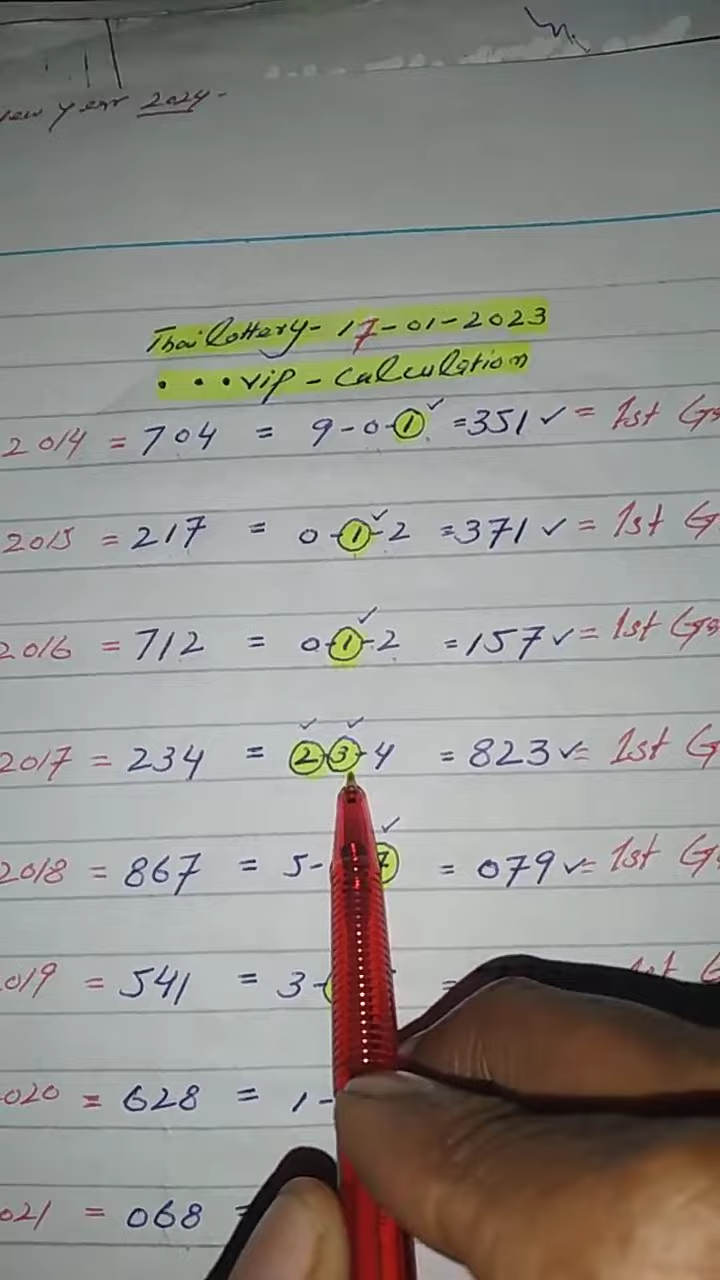 New year 2024-
Thai Lottery- 17-01-2023
...vip-calculation
2014 = 704 = 9-0-1 ✓ =351 ✓ = 1st
2015 = 217 = 0-1-2 ✓ =371 ✓ = 1st
2016 = 712 = 0-1-2 ✓ =157 ✓ = 1st
2017 = 234 = 2-3-4 ✓ ✓ =823 ✓ = 1st
2018 = 867 = 5- 7 ✓ = 079 ✓ = 1st
019 = 541 = 3- = 1st
020 = 628 = 1-
021 = 068 =